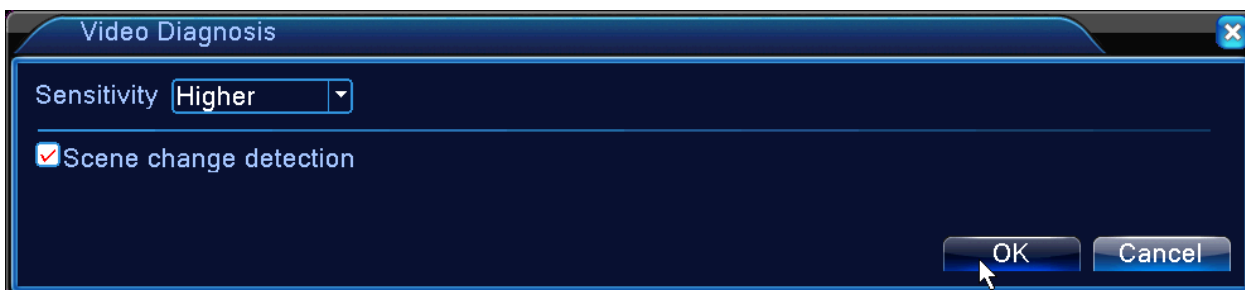 Video Diagnosis
Sensitivity Higher
Scene change detection
OK Cancel